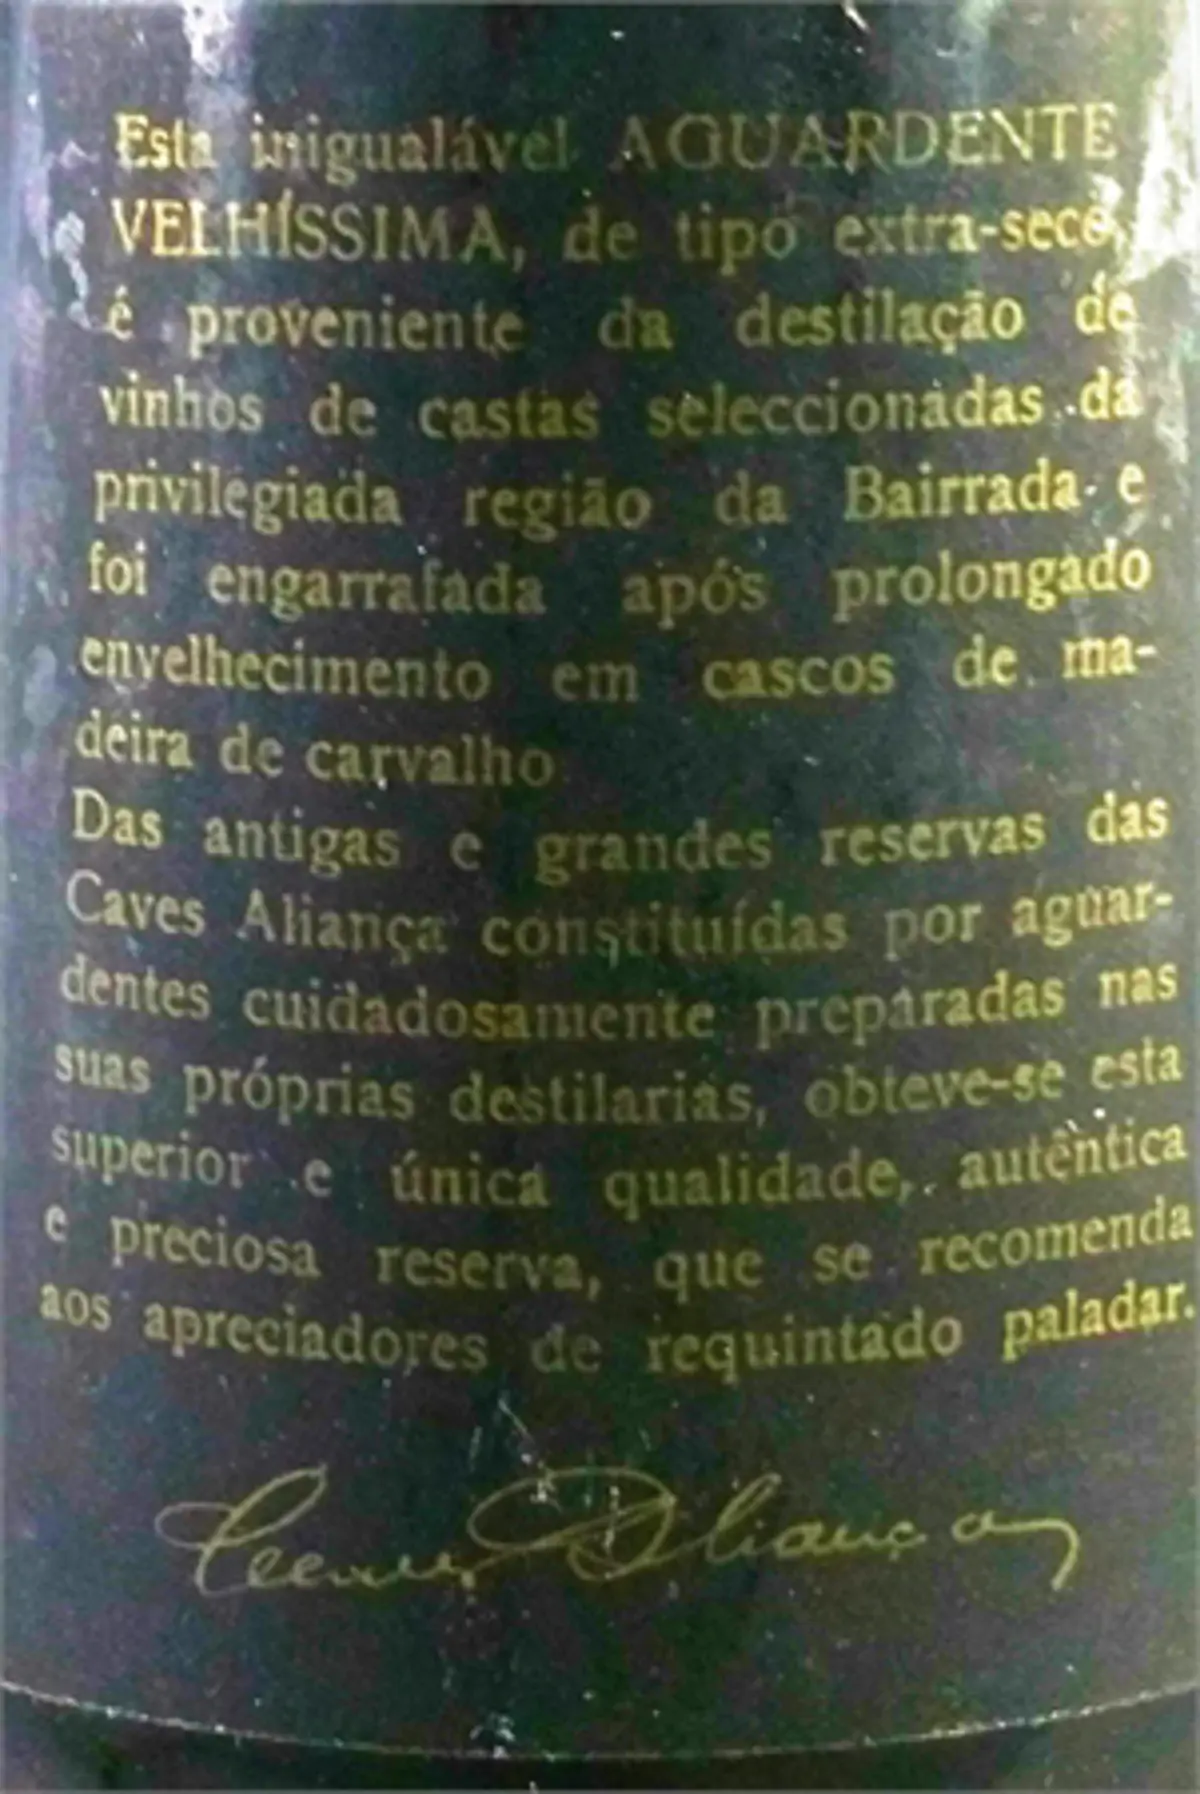 Esta inigualável AGUARDENTE
VELHÍSSIMA, de tipo extra-seco,
é proveniente da destilação de
vinhos de castas seleccionadas da
privilegiada região da Bairrada e
foi engarrafada após prolongado
envelhecimento em cascos de ma-
deira de carvalho
Das antigas e grandes reservas das
Caves Aliança constituídas por aguar-
dentes cuidadosamente preparadas nas
suas próprias destilarias, obteve-se esta
superior e única qualidade, autêntica
e preciosa reserva, que se recomenda
aos apreciadores de requintado paladar.
Caves Aliança